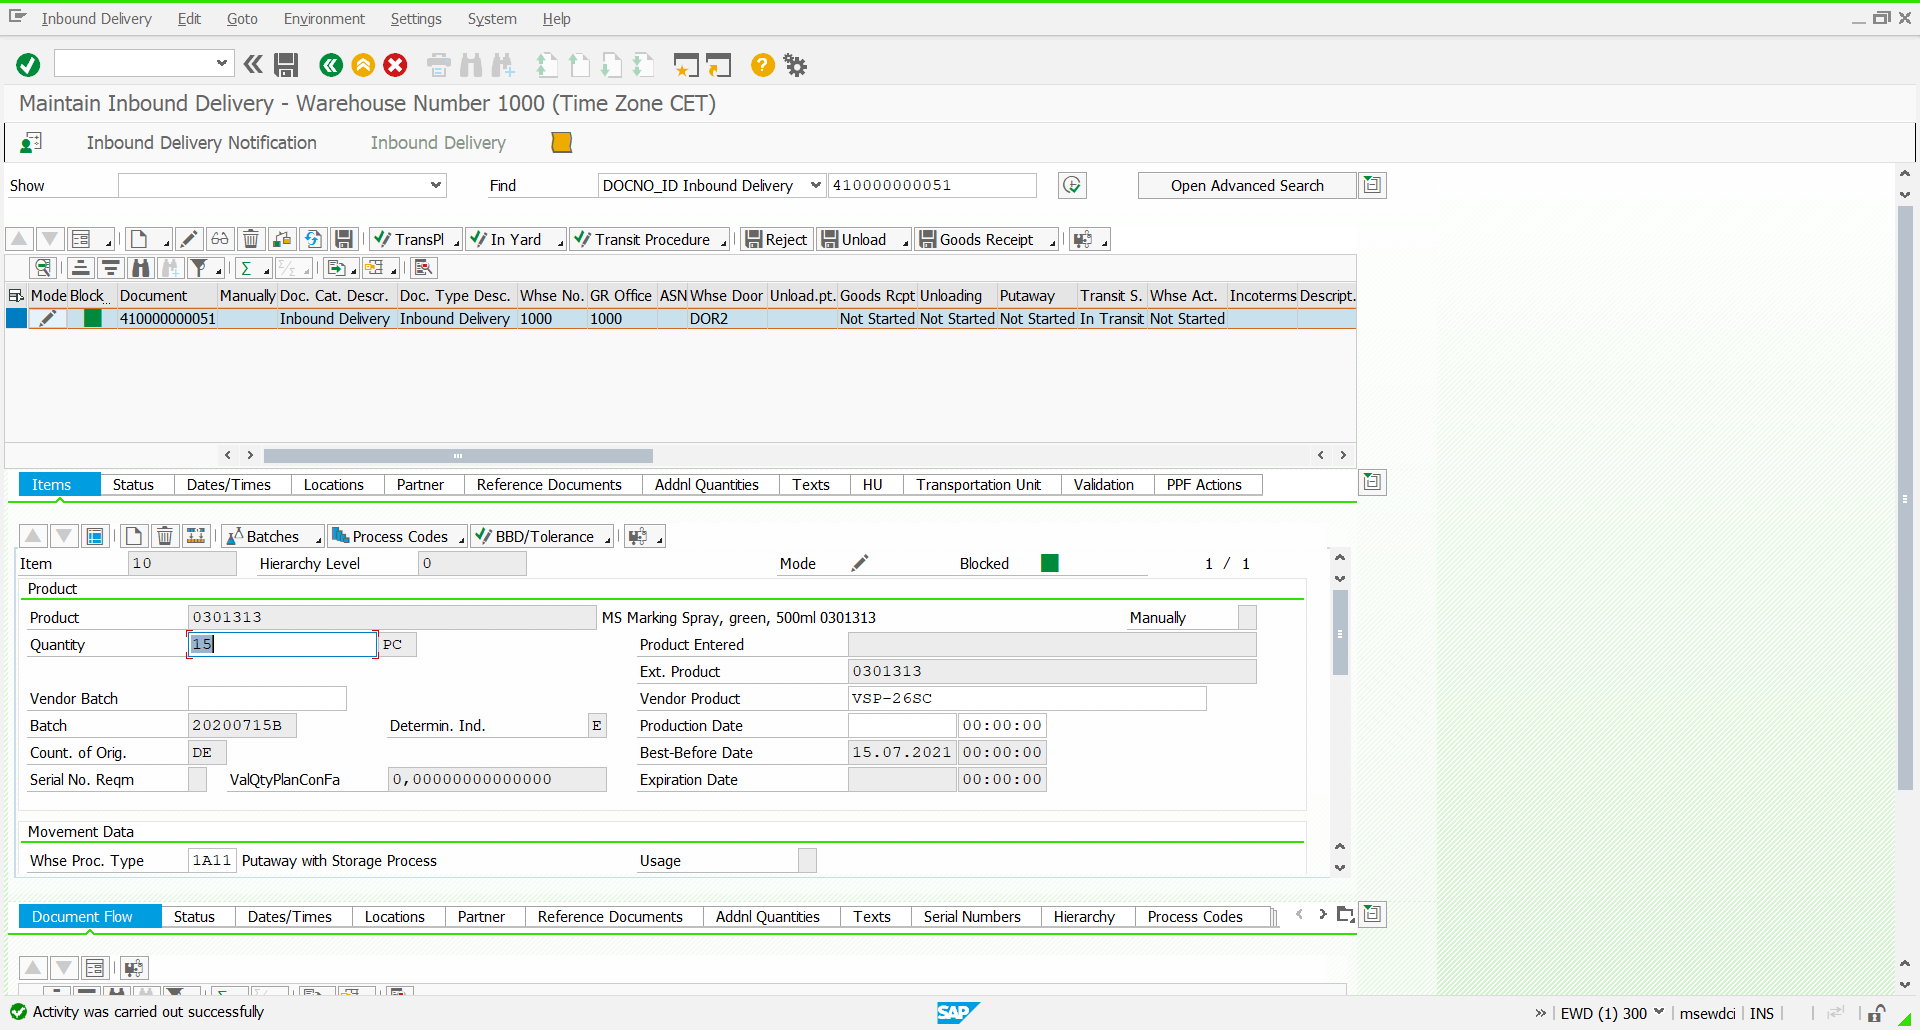 Inbound Delivery Edit Goto Environment Settings System Help
Maintain Inbound Delivery - Warehouse Number 1000 (Time Zone CET)
Inbound Delivery Notification Inbound Delivery
Show Find DOCNO_ID Inbound Delivery 410000000051 Open Advanced Search
TransPl In Yard Transit Procedure Reject Unload Goods Receipt
Mode Block... Document Manually Doc. Cat. Descr. Doc. Type Desc. Whse No. GR Office ASN Whse Door Unload.pt. Goods Rcpt Unloading Putaway Transit S. Whse Act. Incoterms Descript.
410000000051 Inbound Delivery Inbound Delivery 1000 1000 DOR2 Not Started Not Started Not Started In Transit Not Started
Items Status Dates/Times Locations Partner Reference Documents Addnl Quantities Texts HU Transportation Unit Validation PPF Actions
Batches Process Codes BBD/Tolerance
Item 10 Hierarchy Level 0 Mode Blocked 1 / 1
Product
Product 0301313 MS Marking Spray, green, 500ml 0301313 Manually
Quantity 15 PC Product Entered
Ext. Product 0301313
Vendor Batch Vendor Product VSP-26SC
Batch 20200715B Determin. Ind. E Production Date 00:00:00
Count. of Orig. DE Best-Before Date 15.07.2021 00:00:00
Serial No. Reqm ValQtyPlanConFa 0,00000000000000 Expiration Date 00:00:00
Movement Data
Whse Proc. Type 1A11 Putaway with Storage Process Usage
Document Flow Status Dates/Times Locations Partner Reference Documents Addnl Quantities Texts Serial Numbers Hierarchy Process Codes
Activity was carried out successfully SAP EWD (1) 300 msewdci INS